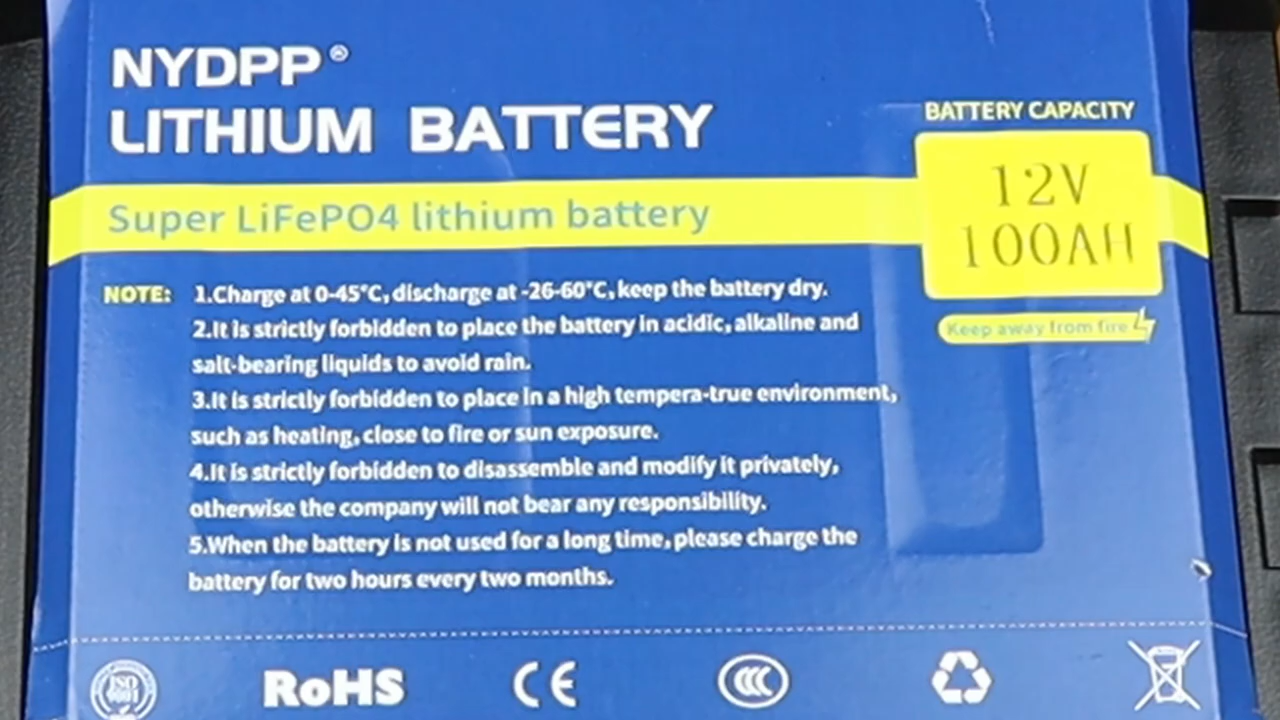 NYDPP®
LITHIUM BATTERY
BATTERY CAPACITY
12V
100AH
Super LiFePO4 lithium battery
Keep away from fire
NOTE: 1.Charge at 0-45°C,discharge at -26-60°C,keep the battery dry.
2.It is strictly forbidden to place the battery in acidic,alkaline and
salt-bearing liquids to avoid rain.
3.It is strictly forbidden to place in a high tempera-true environment,
such as heating,close to fire or sun exposure.
4.It is strictly forbidden to disassemble and modify it privately,
otherwise the company will not bear any responsibility.
5.When the battery is not used for a long time,please charge the
battery for two hours every two months.
ISO 9001 RoHS CE CCC